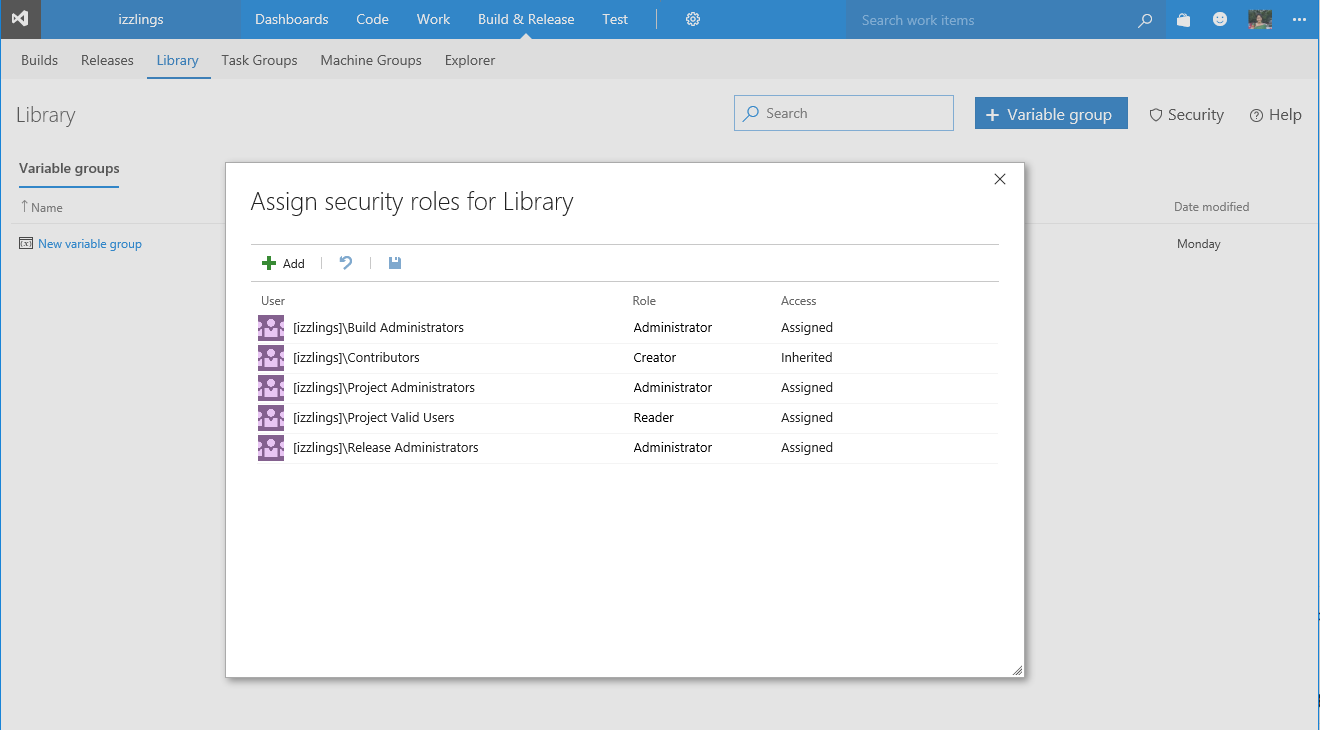 izzlings Dashboards Code Work Build & Release Test Search work items
Builds Releases Library Task Groups Machine Groups Explorer
Library Search + Variable group Security Help
Variable groups
Name Date modified
New variable group Monday
Assign security roles for Library
Add
User Role Access
[izzlings]\Build Administrators Administrator Assigned
[izzlings]\Contributors Creator Inherited
[izzlings]\Project Administrators Administrator Assigned
[izzlings]\Project Valid Users Reader Assigned
[izzlings]\Release Administrators Administrator Assigned